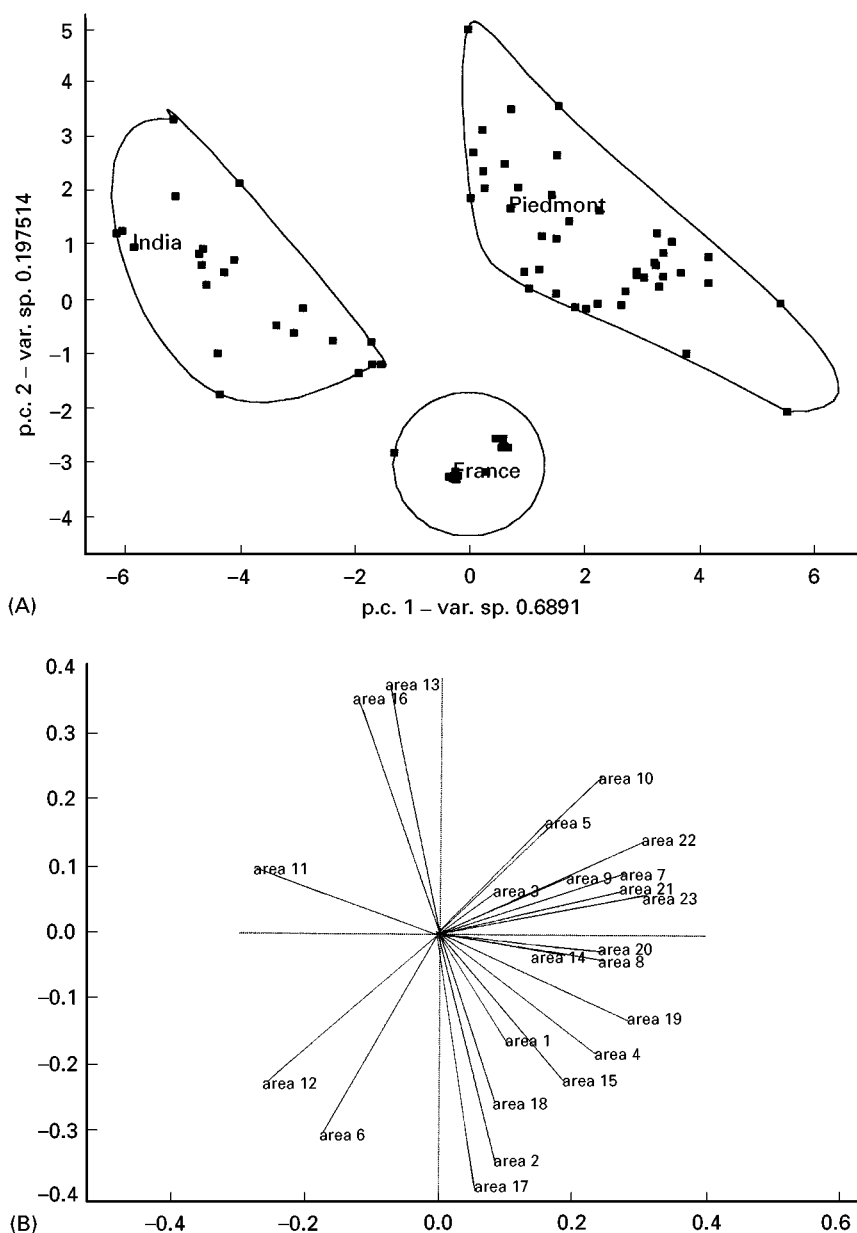 5
4
3
2
1
0
–1
–2
–3
–4
p.c. 2 – var. sp. 0.197514
India
Piedmont
France
–6
–4
–2
0
2
4
6
(A)
p.c. 1 – var. sp. 0.6891
0.4
0.3
0.2
0.1
0.0
–0.1
–0.2
–0.3
–0.4
area 13
area 16
area 10
area 5
area 22
area 11
area 9
area 7
area 3
area 21
area 23
area 20
area 14
area 8
area 19
area 1
area 4
area 12
area 15
area 18
area 6
area 2
area 17
(B)
–0.4
–0.2
0.0
0.2
0.4
0.6